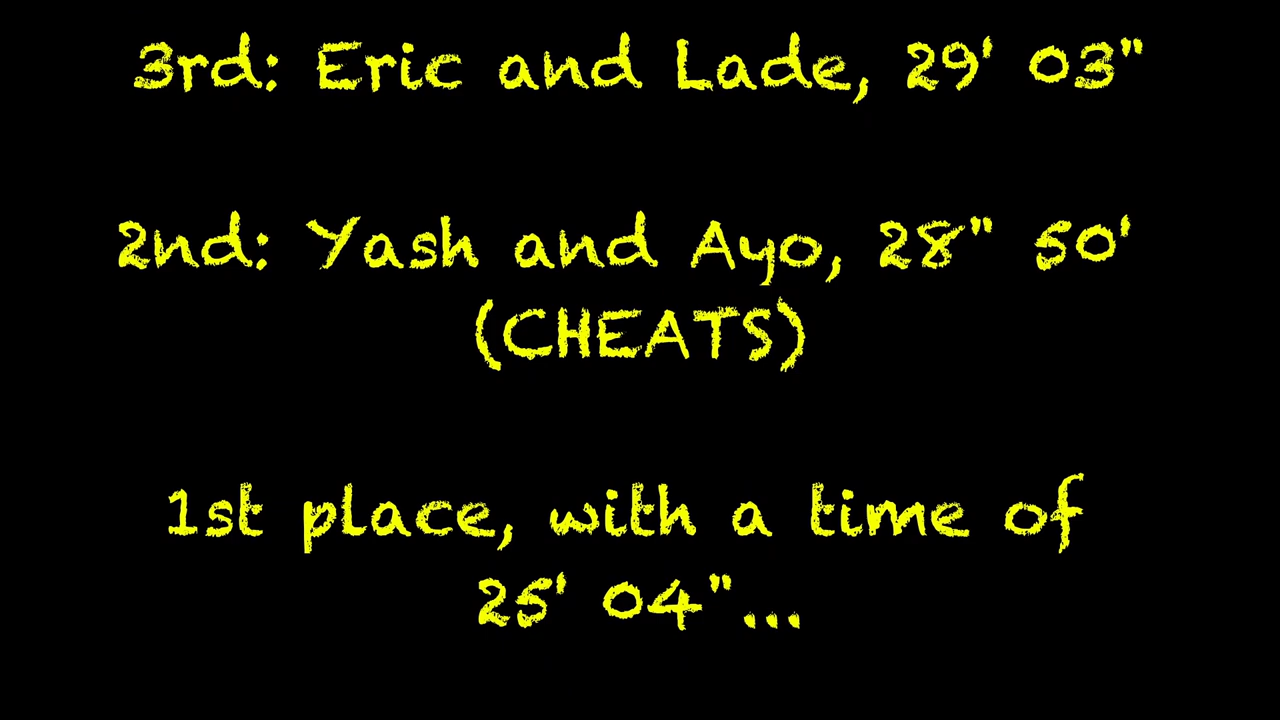 3rd: Eric and Lade, 29' 03"
2nd: Yash and Ayo, 28" 50'
(CHEATS)
1st place, with a time of
25' 04"...